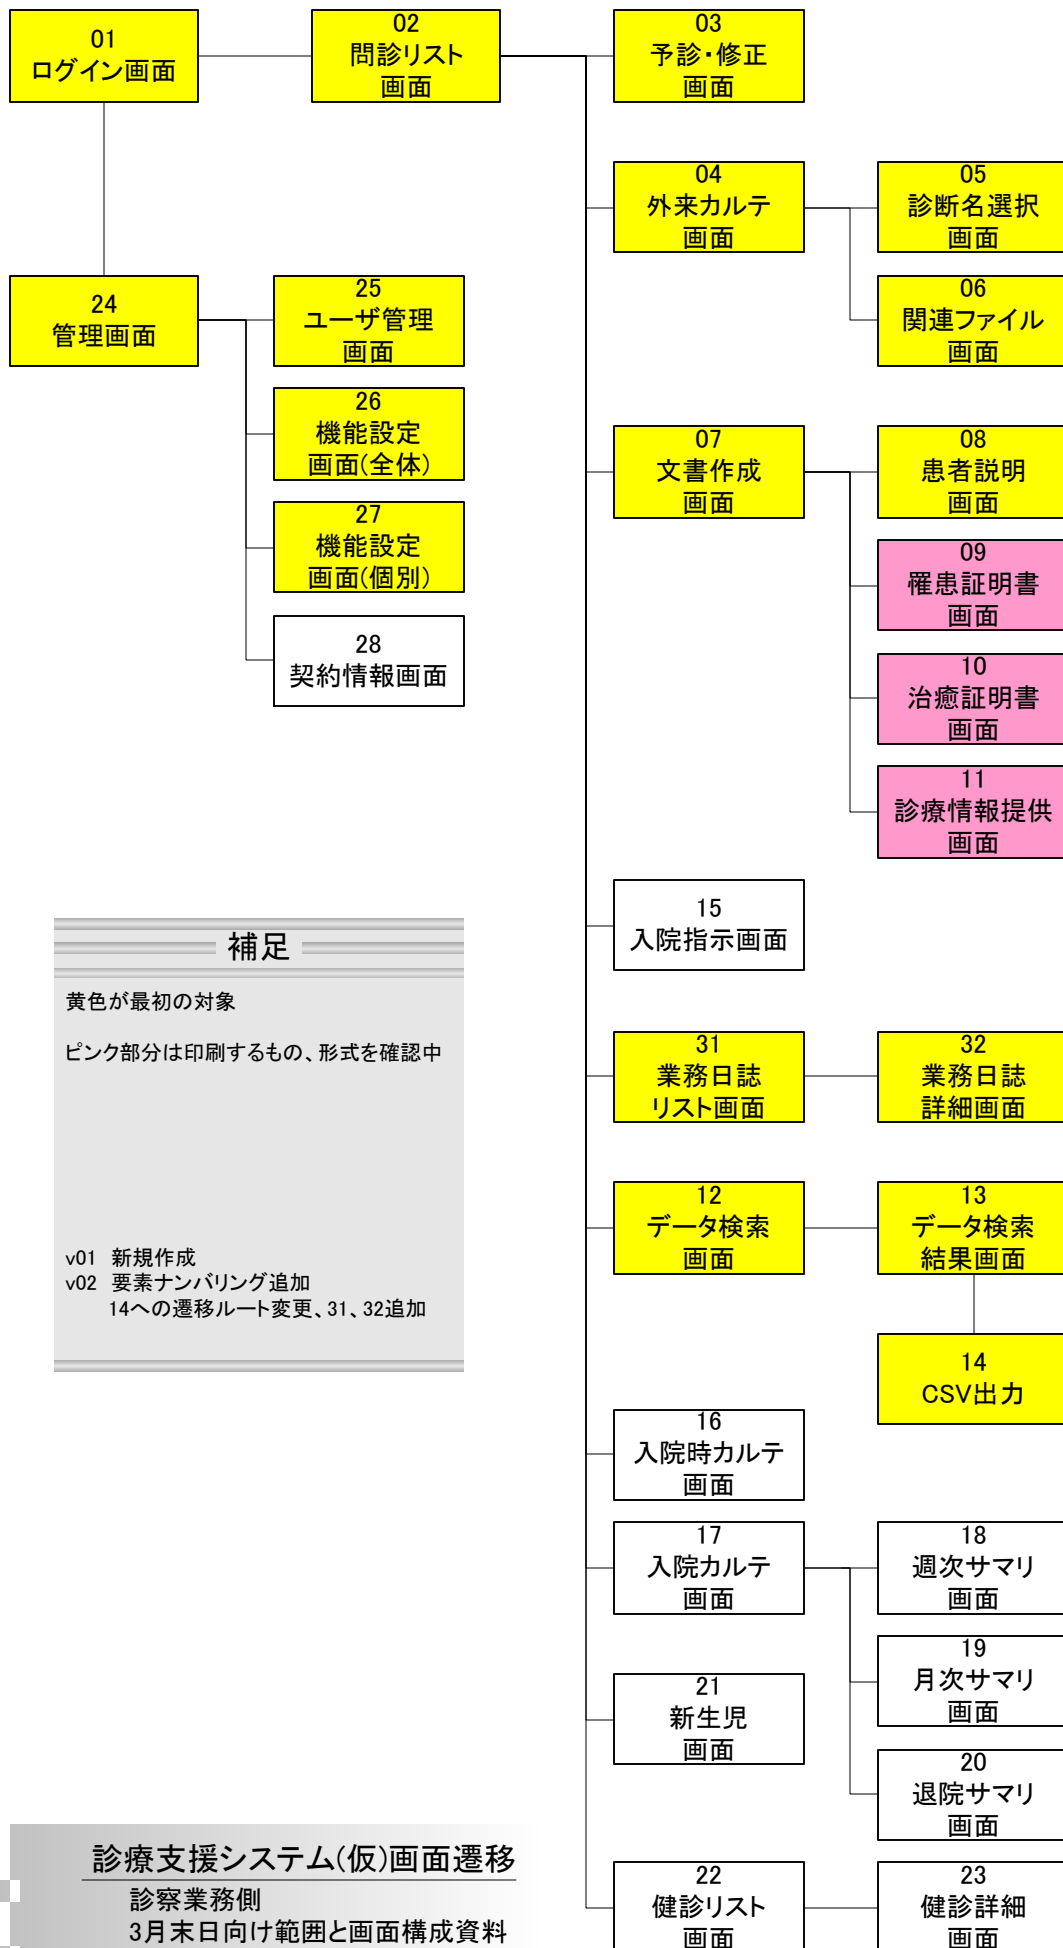 01
ログイン画面
02
問診リスト
画面
03
予診・修正
画面
04
外来カルテ
画面
05
診断名選択
画面
06
関連ファイル
画面
24
管理画面
25
ユーザ管理
画面
26
機能設定
画面(全体)
27
機能設定
画面(個別)
28
契約情報画面
07
文書作成
画面
08
患者説明
画面
09
罹患証明書
画面
10
治癒証明書
画面
11
診療情報提供
画面
15
入院指示画面
補足
黄色が最初の対象
ピンク部分は印刷するもの、形式を確認中
v01 新規作成
v02 要素ナンバリング追加
14への遷移ルート変更、31、32追加
31
業務日誌
リスト画面
32
業務日誌
詳細画面
12
データ検索
画面
13
データ検索
結果画面
14
CSV出力
16
入院時カルテ
画面
17
入院カルテ
画面
18
週次サマリ
画面
19
月次サマリ
画面
20
退院サマリ
画面
21
新生児
画面
22
健診リスト
画面
23
健診詳細
画面
診療支援システム(仮)画面遷移
診察業務側
3月末日向け範囲と画面構成資料